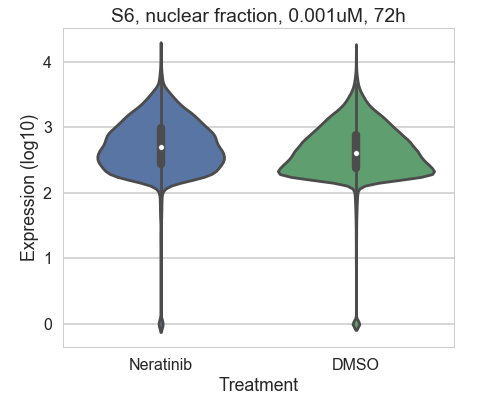 S6, nuclear fraction, 0.001uM, 72h
Expression (log10)
4
3
2
1
0
Neratinib DMSO
Treatment